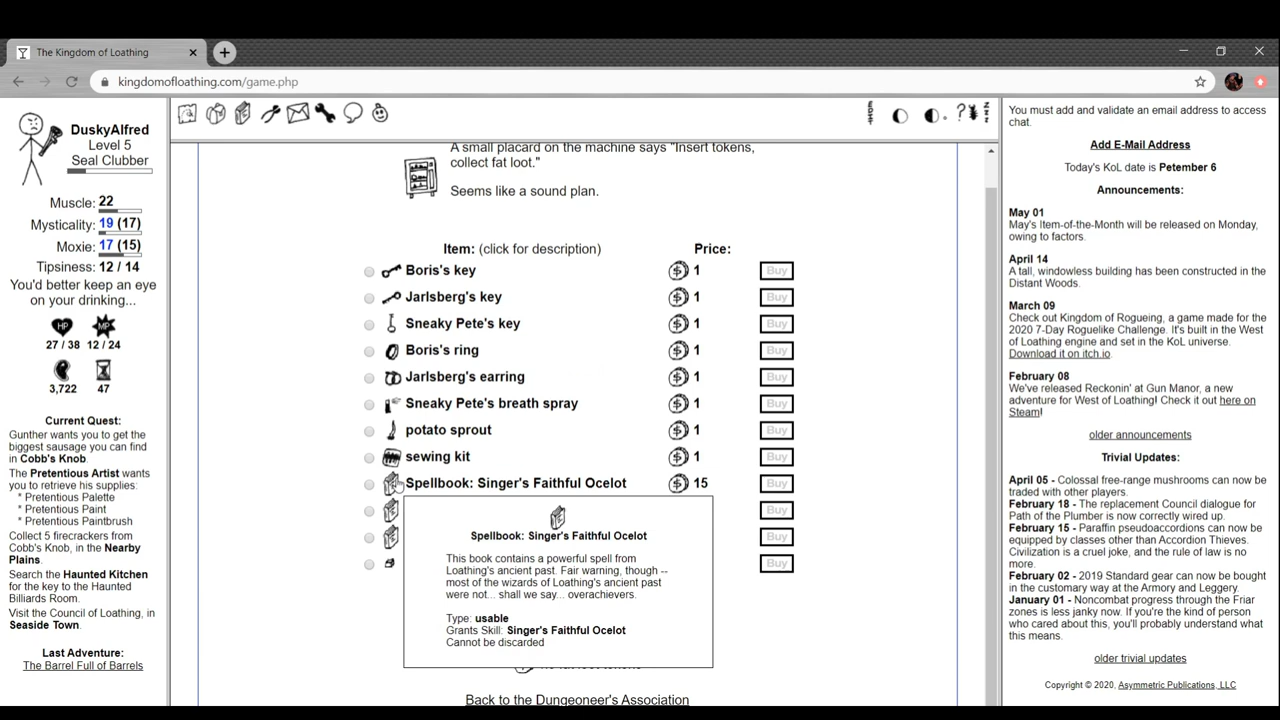 The Kingdom of Loathing
kingdomofloathing.com/game.php
DuskyAlfred
Level 5
Seal Clubber
Muscle: 22
Mysticality: 19 (17)
Moxie: 17 (15)
Tipsiness: 12 / 14
You'd better keep an eye
on your drinking...
HP MP
27 / 38 12 / 24
3,722 47
Current Quest:
Gunther wants you to get the
biggest sausage you can find
in Cobb's Knob
The Pretentious Artist wants
you to retrieve his supplies:
* Pretentious Palette
* Pretentious Paint
* Pretentious Paintbrush
Collect 5 firecrackers from
Cobb's Knob, in the Nearby
Plains.
Search the Haunted Kitchen
for the key to the Haunted
Billiards Room.
Visit the Council of Loathing, in
Seaside Town.
Last Adventure:
The Barrel Full of Barrels
A small placard on the machine says "Insert tokens,
collect fat loot."
Seems like a sound plan.
Item: (click for description) Price:
Boris's key 1 Buy
Jarlsberg's key 1 Buy
Sneaky Pete's key 1 Buy
Boris's ring 1 Buy
Jarlsberg's earring 1 Buy
Sneaky Pete's breath spray 1 Buy
potato sprout 1 Buy
sewing kit 1 Buy
Spellbook: Singer's Faithful Ocelot 15 Buy
Buy
Buy
Buy
Spellbook: Singer's Faithful Ocelot
This book contains a powerful spell from
Loathing's ancient past. Fair warning, though --
most of the wizards of Loathing's ancient past
were not... shall we say... overachievers.
Type: usable
Grants Skill: Singer's Faithful Ocelot
Cannot be discarded
Back to the Dungeoneer's Association
You must add and validate an email address to access
chat.
Add E-Mail Address
Today's KoL date is Petember 6
Announcements:
May 01
May's Item-of-the-Month will be released on Monday,
owing to factors.
April 14
A tall, windowless building has been constructed in the
Distant Woods.
March 09
Check out Kingdom of Rogueing, a game made for the
2020 7-Day Roguelike Challenge. It's built in the West
of Loathing engine and set in the KoL universe.
Download it on itch.io.
February 08
We've released Reckonin' at Gun Manor, a new
adventure for West of Loathing! Check it out here on
Steam!
older announcements
Trivial Updates:
April 05 - Colossal free-range mushrooms can now be
traded with other players.
February 18 - The replacement Council dialogue for
Path of the Plumber is now correctly wired up.
February 15 - Paraffin pseudoaccordions can now be
equipped by classes other than Accordion Thieves.
Civilization is a cruel joke, and the rule of law is no
more.
February 02 - 2019 Standard gear can now be bought
in the customary way at the Armory and Leggery.
January 01 - Noncombat progress through the Friar
zones is less janky now. If you're the kind of person
who cared about this, you'll probably understand what
this means.
older trivial updates
Copyright © 2020, Asymmetric Publications, LLC